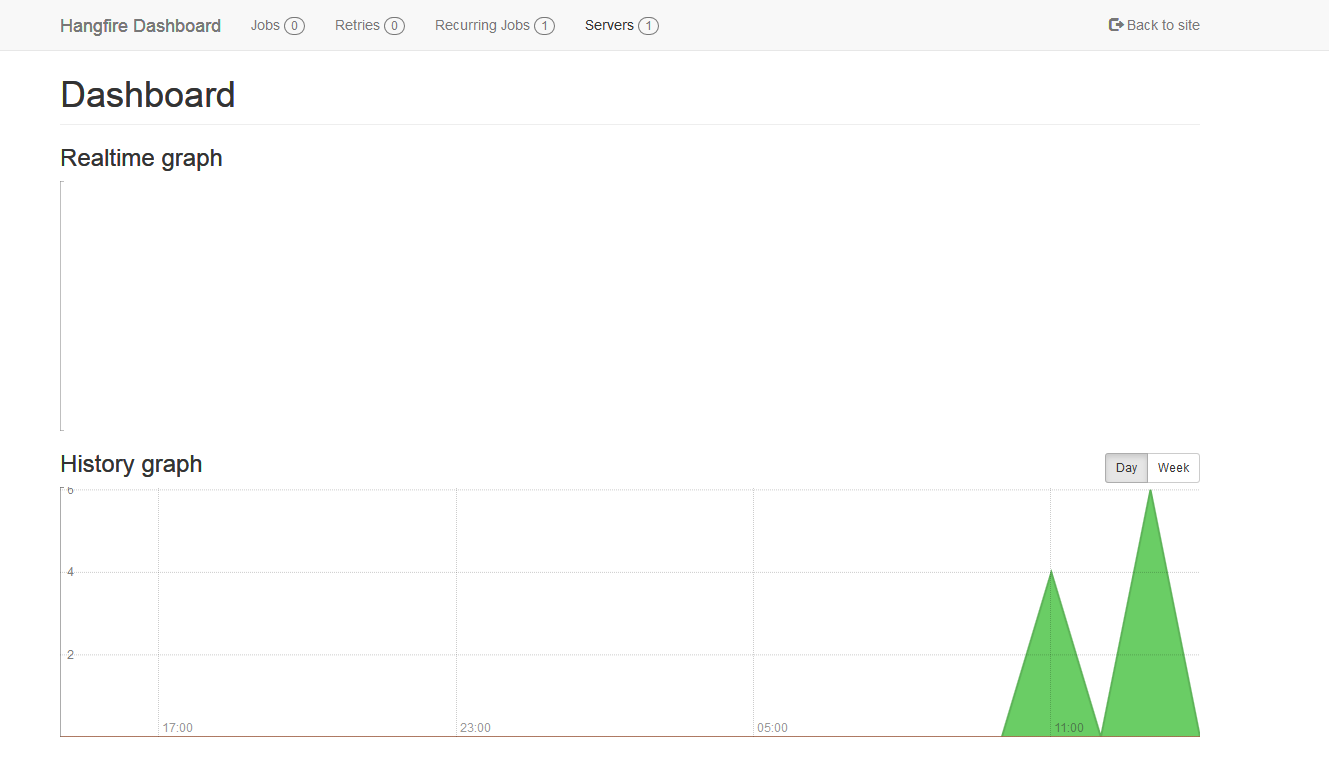 Hangfire Dashboard Jobs 0 Retries 0 Recurring Jobs 1 Servers 1 Back to site
Dashboard
Realtime graph
History graph Day Week
6
4
2
17:00 23:00 05:00 11:00